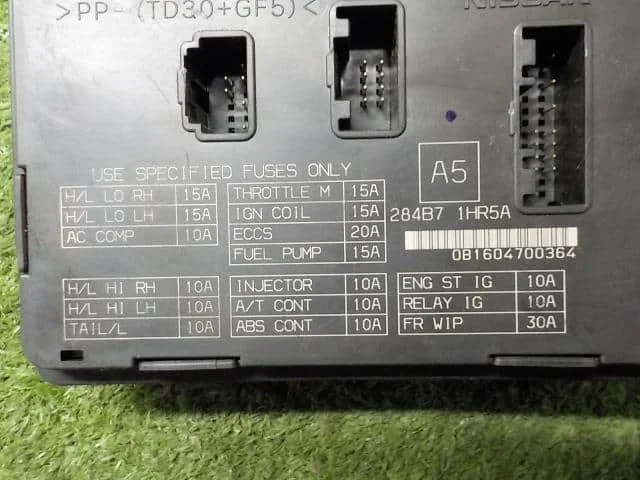 >PP-(TD30+GF5)<
NISSAN
USE SPECIFIED FUSES ONLY
H/L LO RH 15A
H/L LO LH 15A
AC COMP 10A
THROTTLE M 15A
IGN COIL 15A
ECCS 20A
FUEL PUMP 15A
A5
284B7 1HR5A
0B1604700364
H/L HI RH 10A
H/L HI LH 10A
TAIL/L 10A
INJECTOR 10A
A/T CONT 10A
ABS CONT 10A
ENG ST IG 10A
RELAY IG 10A
FR WIP 30A